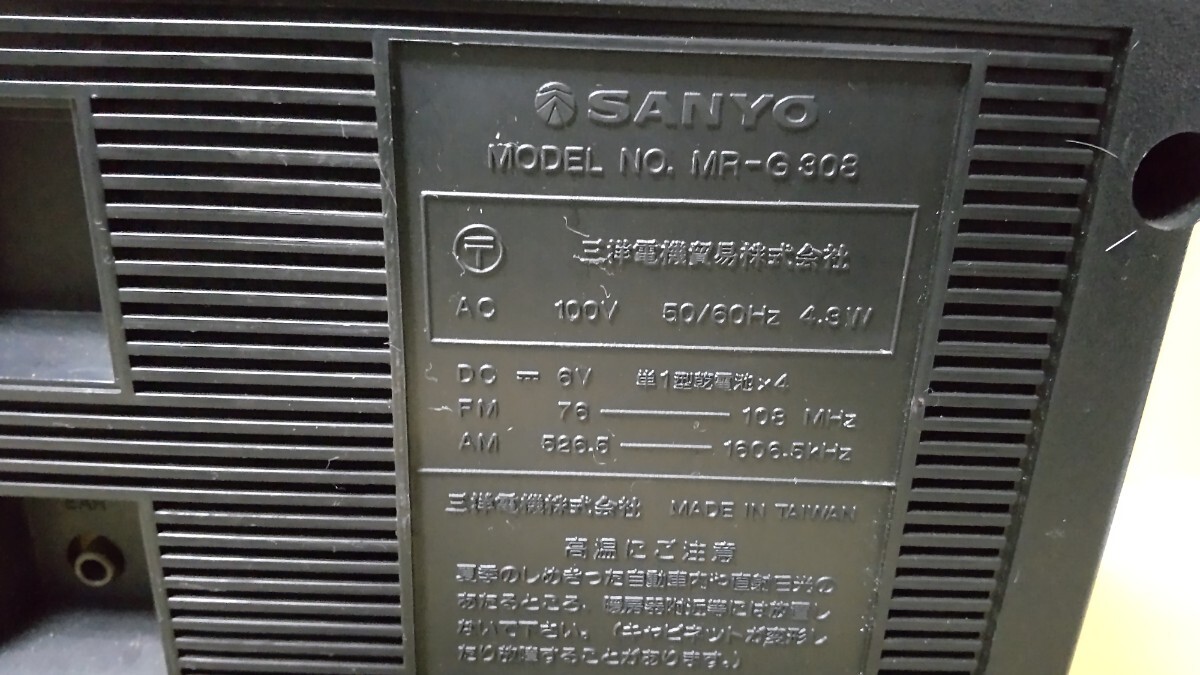 SANYO
MODEL NO. MR-G 303
〒 三洋電機貿易株式会社
AC 100V 50/60Hz 4.3W
DC ⎓ 6V 単1型乾電池×4
FM 76 — 108 MHz
AM 526.5 — 1606.5kHz
三洋電機株式会社 MADE IN TAIWAN
高温にご注意
夏季のしめきった自動車内や直射日光の
あたるところ、暖房器附近等には放置し
ないで下さい。(キャビネットが変形し
たり故障することがあります。)